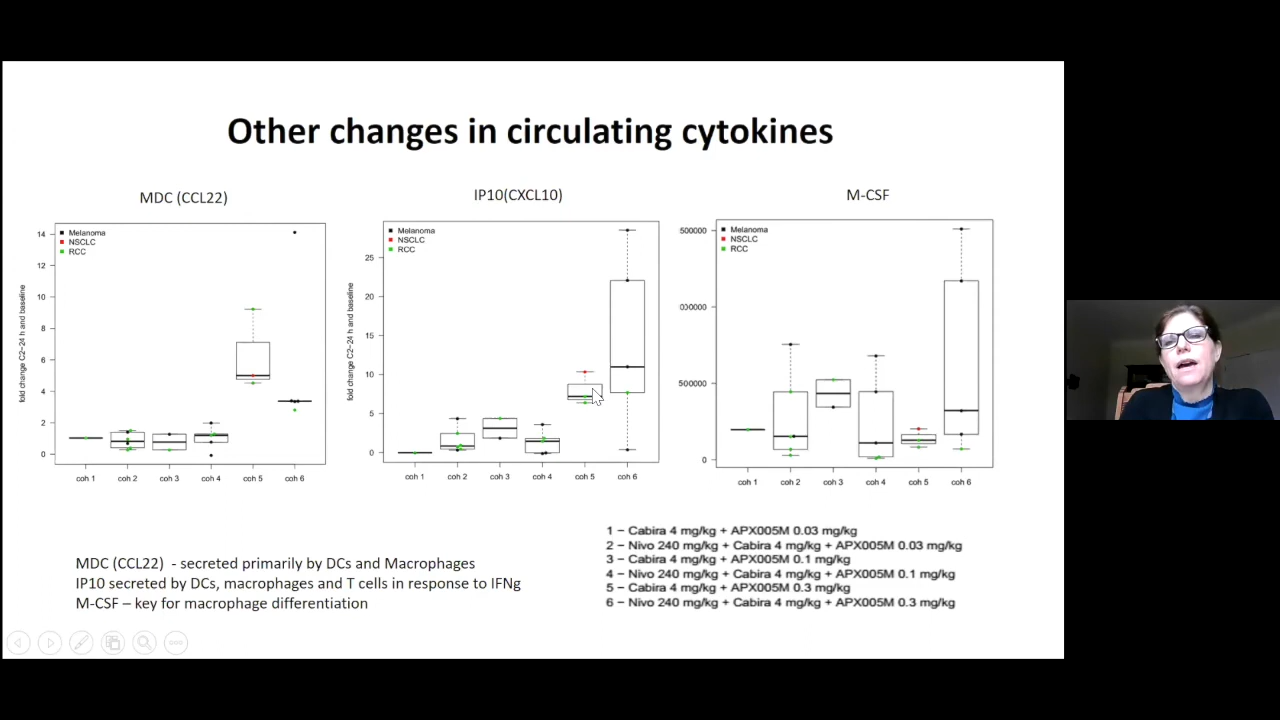 Other changes in circulating cytokines
MDC (CCL22)
IP10(CXCL10)
M-CSF
fold change C2-24 h and baseline
Melanoma
NSCLC
RCC
14
12
10
8
6
4
2
0
coh 1 coh 2 coh 3 coh 4 coh 5 coh 6
fold change C2-24 h and baseline
Melanoma
NSCLC
RCC
25
20
15
10
5
0
coh 1 coh 2 coh 3 coh 4 coh 5 coh 6
Melanoma
NSCLC
RCC
500000
000000
500000
0
coh 1 coh 2 coh 3 coh 4 coh 5 coh 6
MDC (CCL22) - secreted primarily by DCs and Macrophages
IP10 secreted by DCs, macrophages and T cells in response to IFNg
M-CSF – key for macrophage differentiation
1 – Cabira 4 mg/kg + APX005M 0.03 mg/kg
2 – Nivo 240 mg/kg + Cabira 4 mg/kg + APX005M 0.03 mg/kg
3 – Cabira 4 mg/kg + APX005M 0.1 mg/kg
4 – Nivo 240 mg/kg + Cabira 4 mg/kg + APX005M 0.1 mg/kg
5 – Cabira 4 mg/kg + APX005M 0.3 mg/kg
6 – Nivo 240 mg/kg + Cabira 4 mg/kg + APX005M 0.3 mg/kg